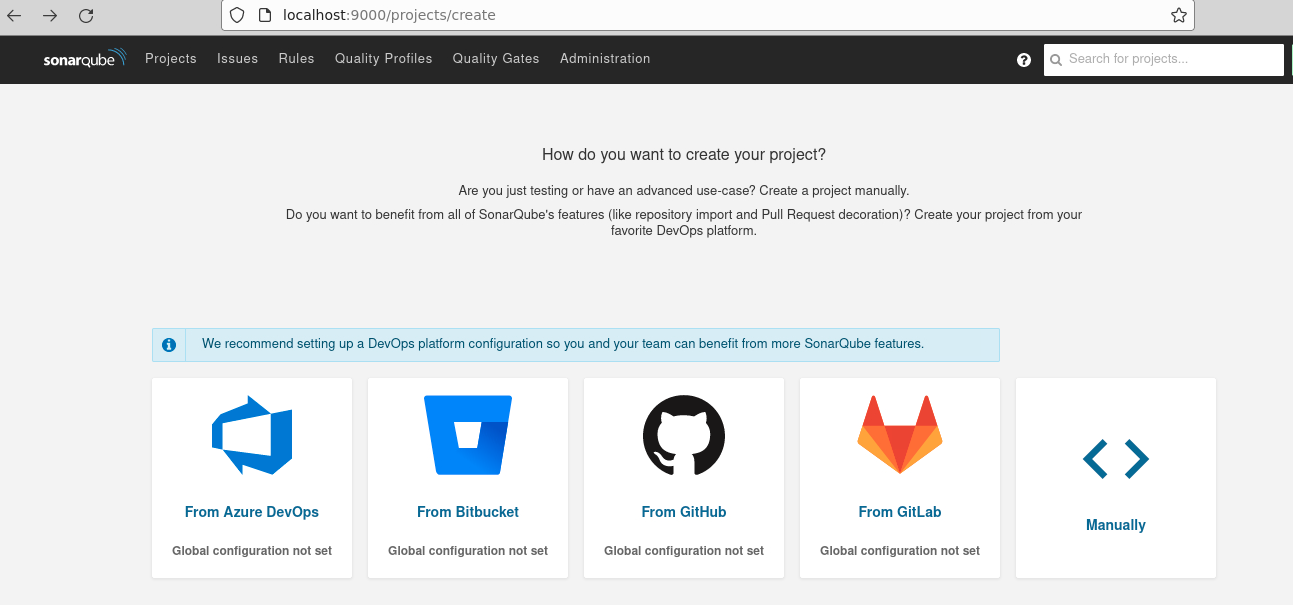 localhost:9000/projects/create
sonarqube Projects Issues Rules Quality Profiles Quality Gates Administration ? Search for projects...
How do you want to create your project?
Are you just testing or have an advanced use-case? Create a project manually.
Do you want to benefit from all of SonarQube's features (like repository import and Pull Request decoration)? Create your project from your
favorite DevOps platform.
We recommend setting up a DevOps platform configuration so you and your team can benefit from more SonarQube features.
From Azure DevOps
Global configuration not set
From Bitbucket
Global configuration not set
From GitHub
Global configuration not set
From GitLab
Global configuration not set
Manually